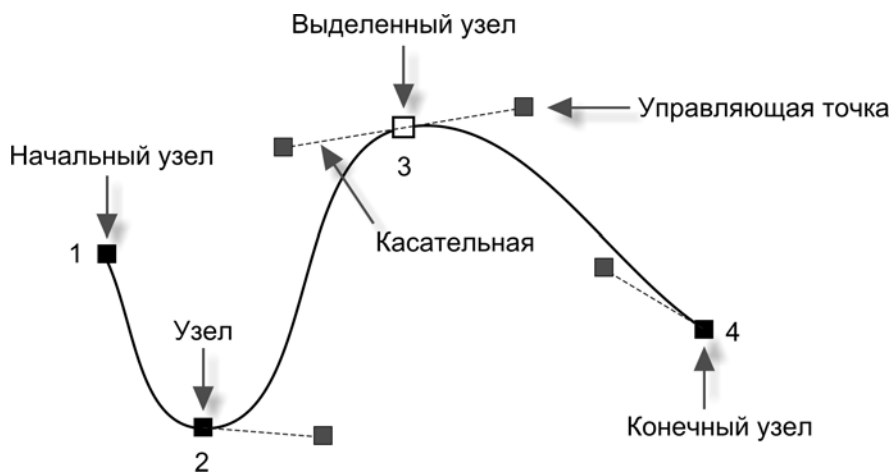 Выделенный узел
Управляющая точка
Начальный узел
3
Касательная
1
Узел
4
Конечный узел
2